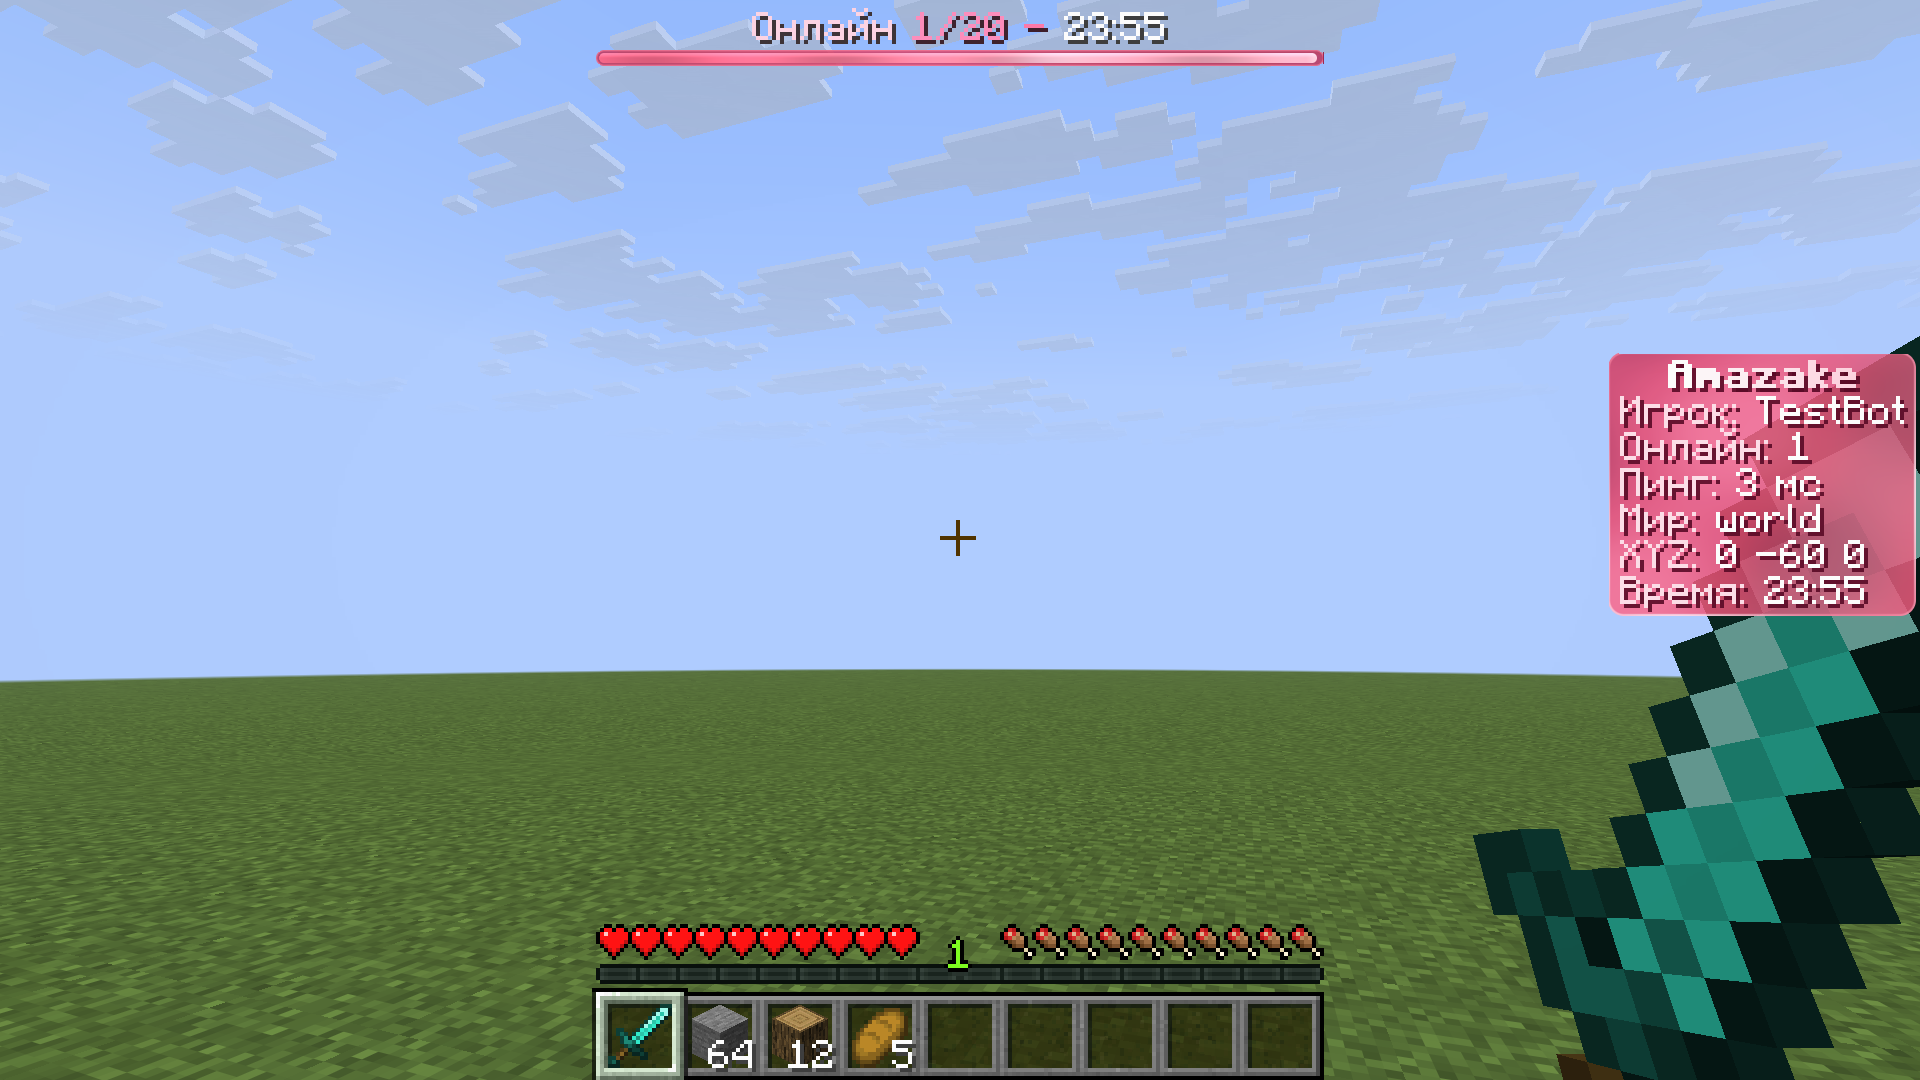 Онлайн 1/20 - 23:55
Amazake
Игрок: TestBot
Онлайн: 1
Пинг: 3 мс
Мир: world
XYZ: 0 -60 0
Время: 23:55
1
64 12 5